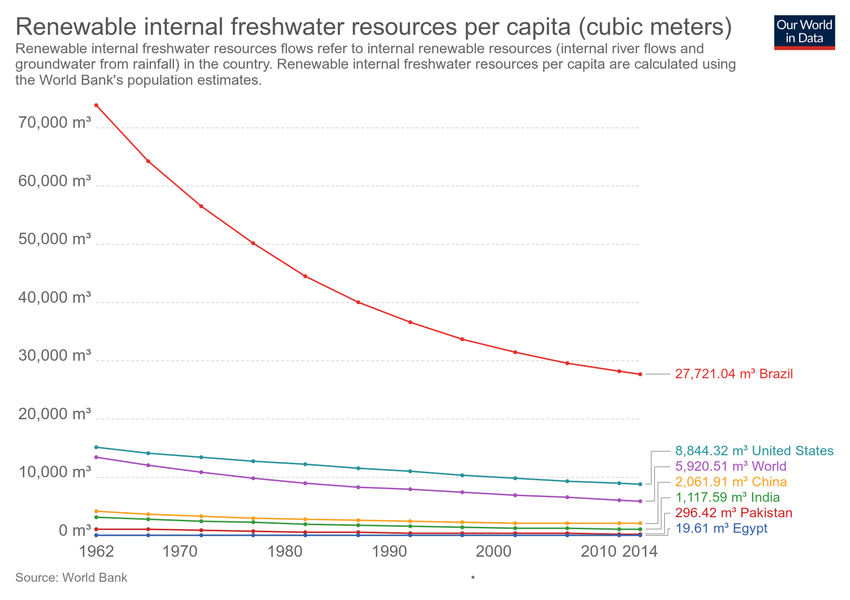 Renewable internal freshwater resources per capita (cubic meters)
Our World
in Data
Renewable internal freshwater resources flows refer to internal renewable resources (internal river flows and
groundwater from rainfall) in the country. Renewable internal freshwater resources per capita are calculated using
the World Bank's population estimates.
70,000 m³
60,000 m³
50,000 m³
40,000 m³
30,000 m³
20,000 m³
10,000 m³
0 m³
27,721.04 m³ Brazil
8,844.32 m³ United States
5,920.51 m³ World
2,061.91 m³ China
1,117.59 m³ India
296.42 m³ Pakistan
19.61 m³ Egypt
1962 1970 1980 1990 2000 2010 2014
Source: World Bank